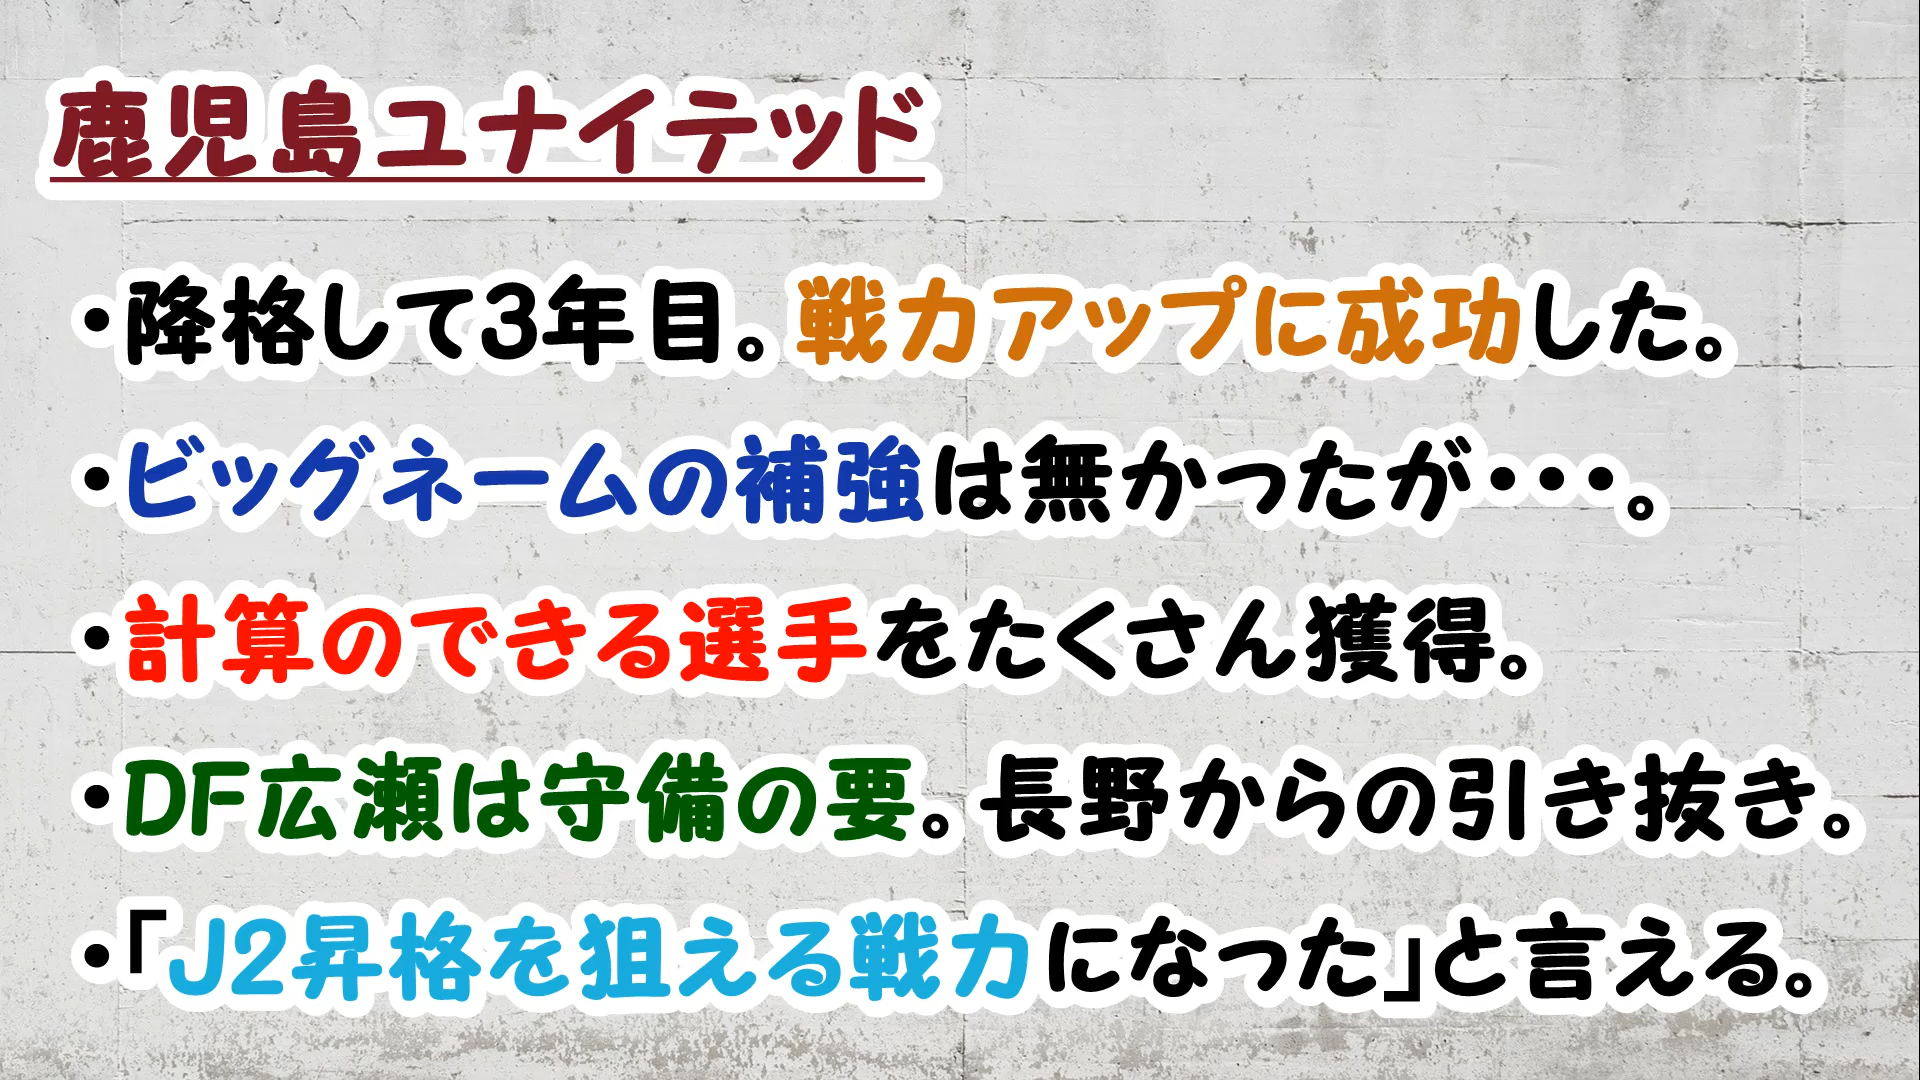 鹿児島ユナイテッド
・降格して3年目。戦力アップに成功した。
・ビッグネームの補強は無かったが・・・。
・計算のできる選手をたくさん獲得。
・DF広瀬は守備の要。長野からの引き抜き。
・「J2昇格を狙える戦力になった」と言える。